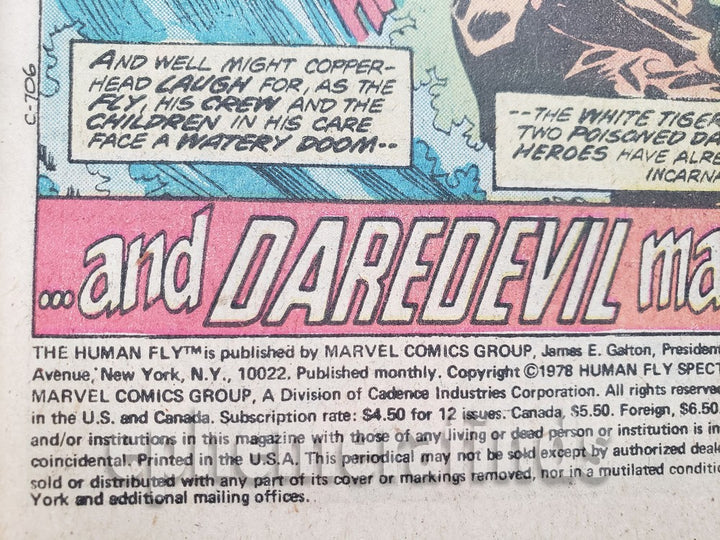 C-706
AND WELL MIGHT COPPER-
HEAD LAUGH FOR, AS THE
FLY, HIS CREW AND THE
CHILDREN IN HIS CARE
FACE A WATERY DOOM--
--THE WHITE TIGER
TWO POISONED DA
HEROES HAVE ALRE
INCARNA
...and DAREDEVIL ma
THE HUMAN FLY™ is published by MARVEL COMICS GROUP, James E. Galton, President
Avenue, New York, N.Y., 10022. Published monthly. Copyright ©1978 HUMAN FLY SPECT
MARVEL COMICS GROUP, A Division of Cadence Industries Corporation. All rights reserve
in the U.S. and Canada. Subscription rate: $4.50 for 12 issues. Canada, $5.50. Foreign, $6.50
and/or institutions in this magazine with those of any living or dead person or institution is in
coincidental. Printed in the U.S.A. This periodical may not be sold except by authorized deale
sold or distributed with any part of its cover or markings removed, nor in a mutilated conditio
York and additional mailing offices.